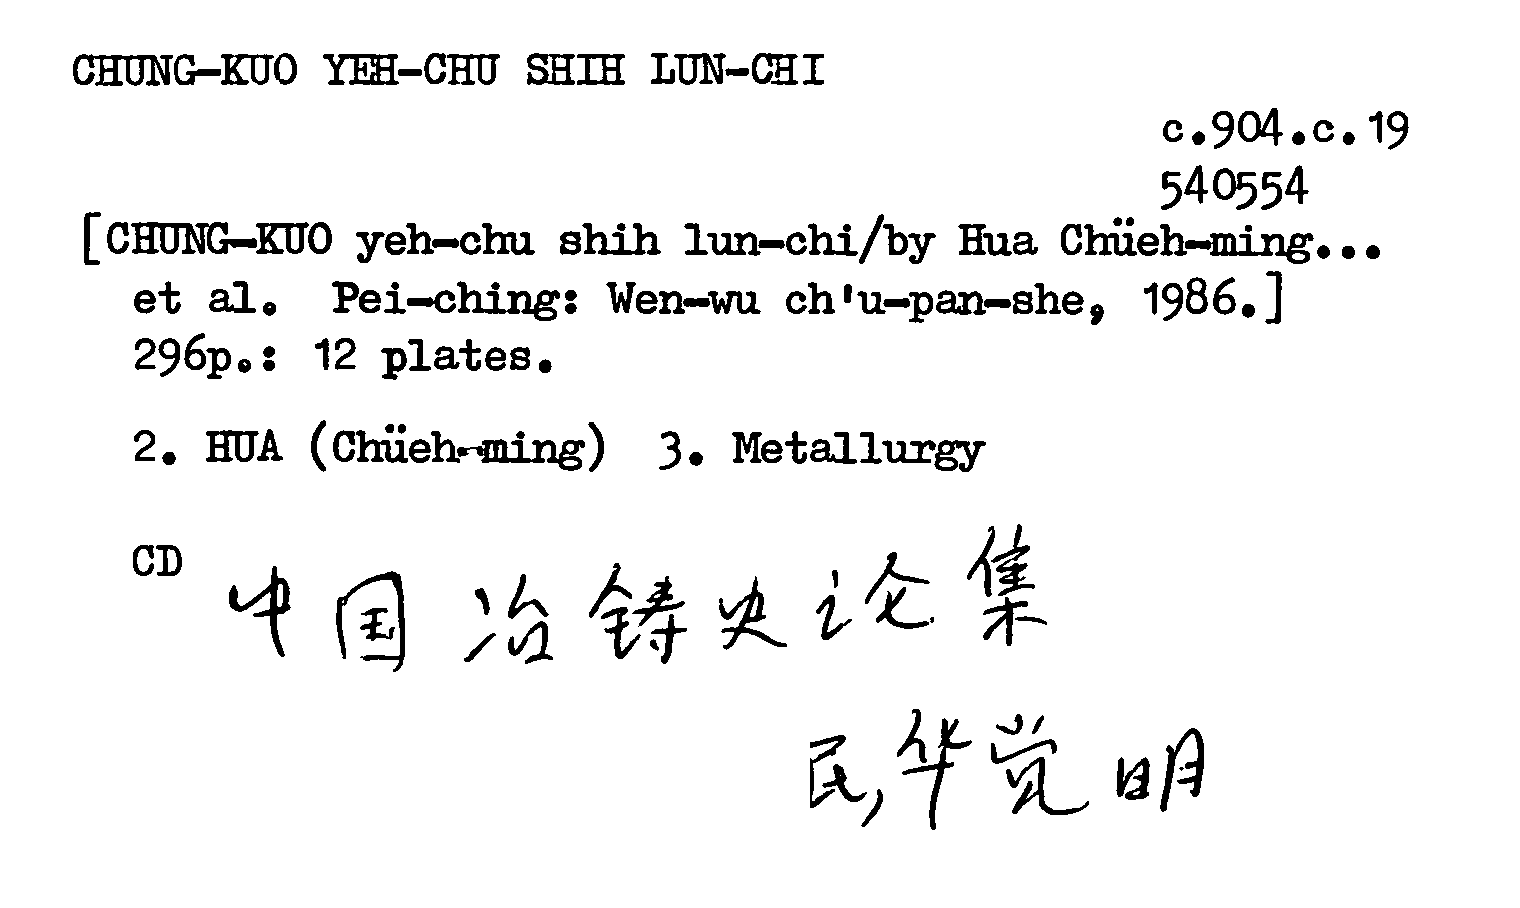 CHUNG-KUO YEH-CHU SHIH LUN-CHI
c.904.c.19
540554
[CHUNG-KUO yeh-chu shih lun-chi/by Hua Chüeh-ming...
et al. Pei-ching: Wen-wu ch'u-pan-she, 1986.]
296p.: 12 plates.
2. HUA (Chüeh-ming) 3. Metallurgy
CD
中国冶铸史论集
民,华觉明